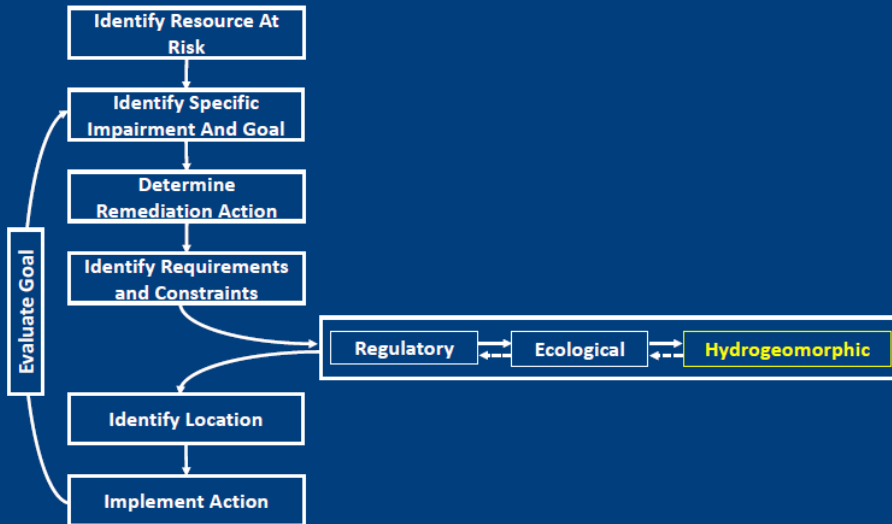 Identify Resource At
Risk
Identify Specific
Impairment And Goal
Determine
Remediation Action
Identify Requirements
and Constraints
Evaluate Goal
Regulatory
Ecological
Hydrogeomorphic
Identify Location
Implement Action